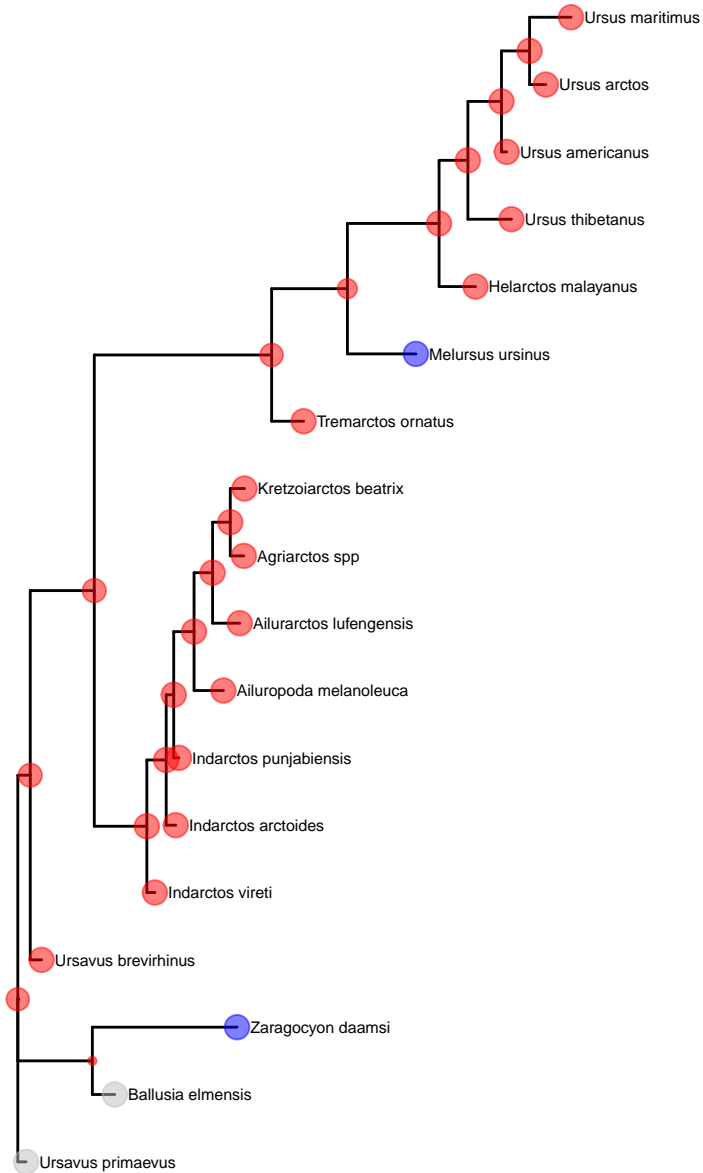 Ursus maritimus
Ursus arctos
Ursus americanus
Ursus thibetanus
Helarctos malayanus
Melursus ursinus
Tremarctos ornatus
Kretzoiarctos beatrix
Agriarctos spp
Ailurarctos lufengensis
Ailuropoda melanoleuca
Indarctos punjabiensis
Indarctos arctoides
Indarctos vireti
Ursavus brevirhinus
Zaragocyon daamsi
Ballusia elmensis
Ursavus primaevus